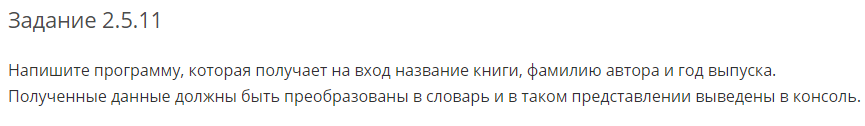 Задание 2.5.11
Напишите программу, которая получает на вход название книги, фамилию автора и год выпуска.
Полученные данные должны быть преобразованы в словарь и в таком представлении выведены в консоль.